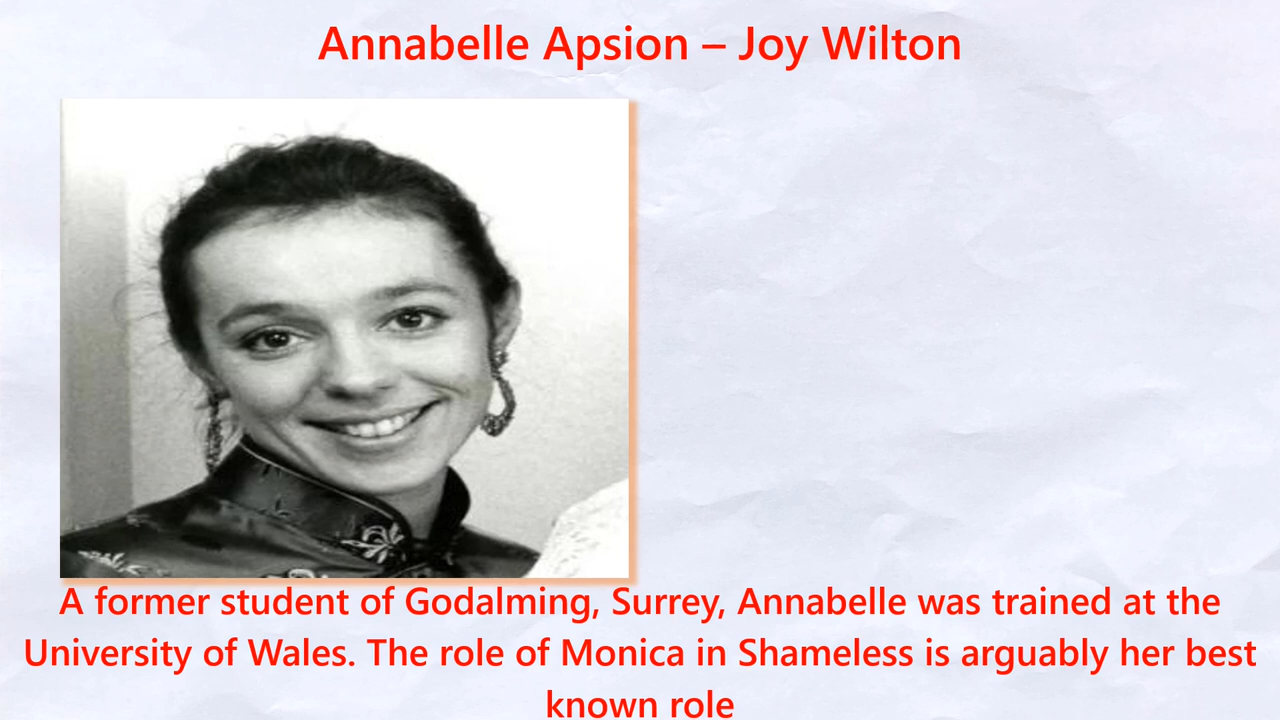 Annabelle Apsion – Joy Wilton
A former student of Godalming, Surrey, Annabelle was trained at the
University of Wales. The role of Monica in Shameless is arguably her best
known role